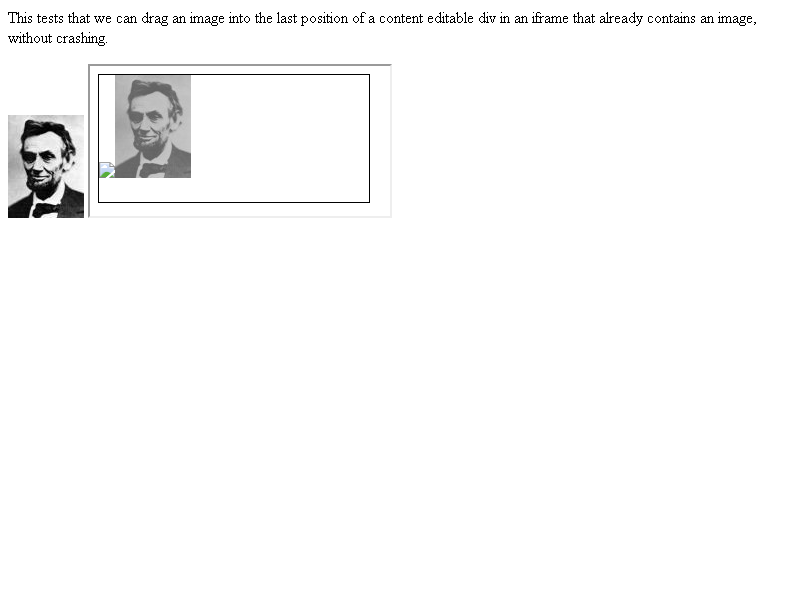 This tests that we can drag an image into the last position of a content editable div in an iframe that already contains an image,
without crashing.